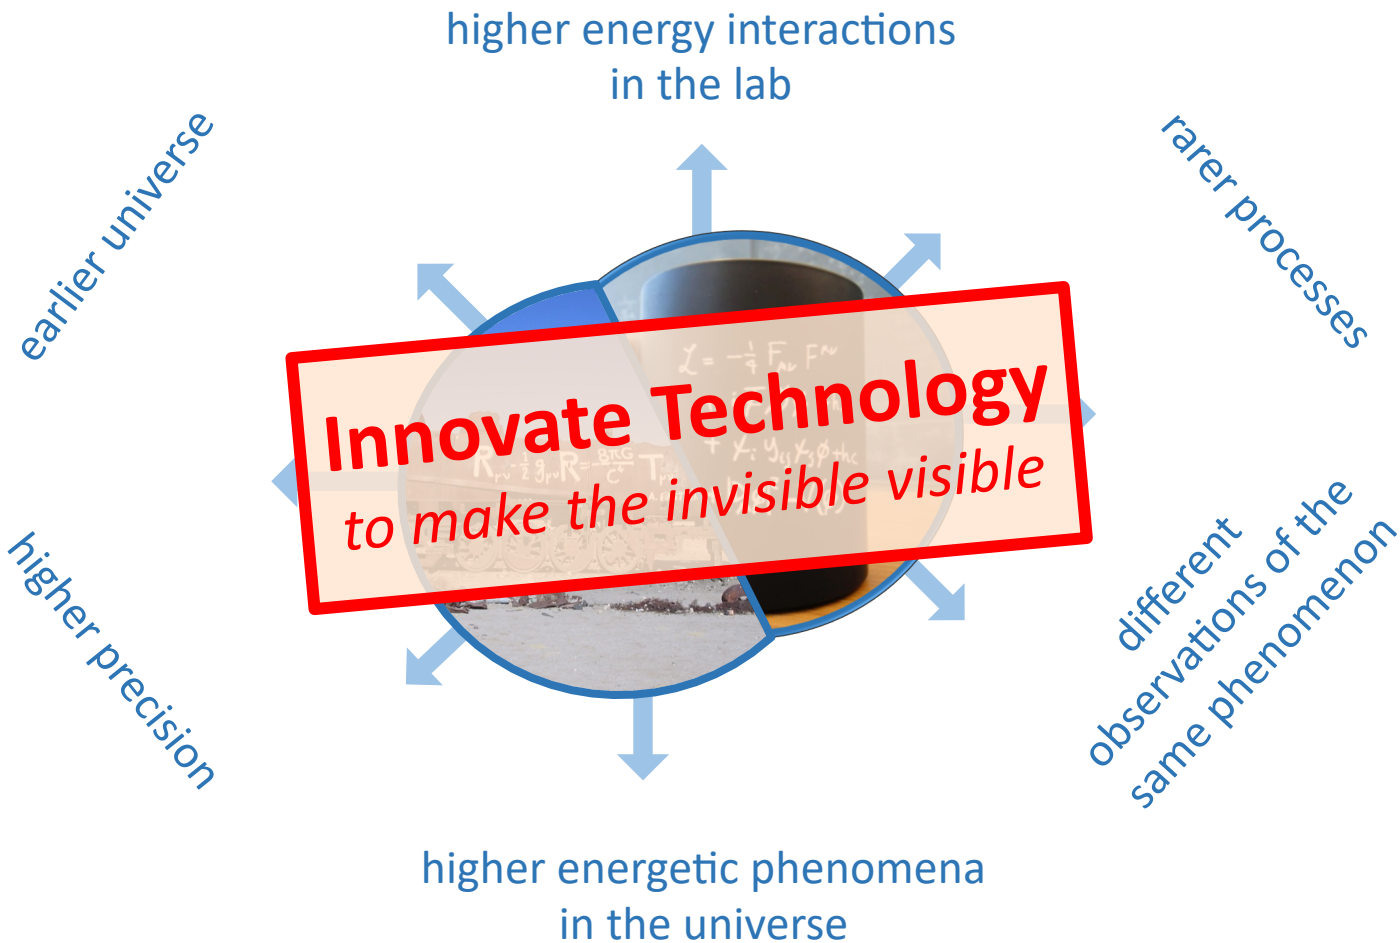 higher energy interactions
in the lab
earlier universe
rarer processes
Innovate Technology
to make the invisible visible
higher precision
different
observations of the
same phenomenon
higher energetic phenomena
in the universe